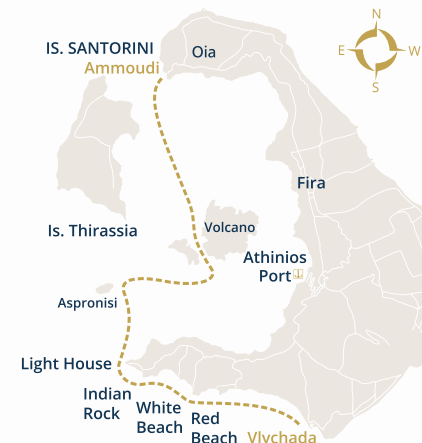 N
IS. SANTORINI
Oia
E
W
Ammoudi
S
Fira
Is. Thirassia
Volcano
Athinios
Port
Aspronisi
Light House
Indian
Rock
White
Beach
Red
Beach
Vlychada